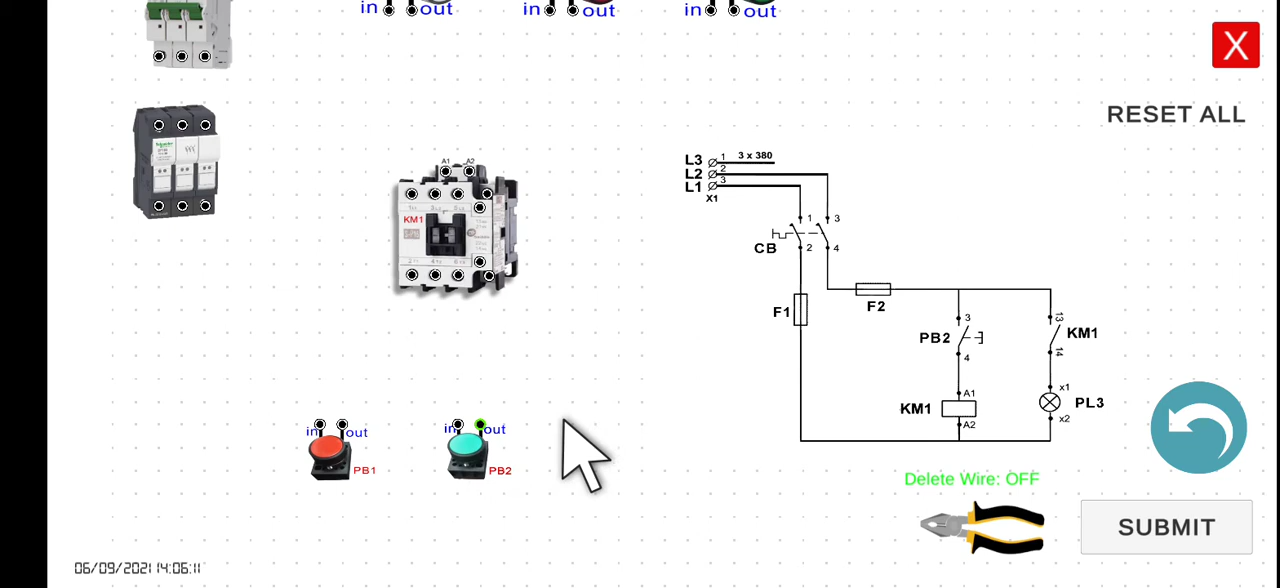 in out in out in out
X
RESET ALL
L3 1 3 x 380
L2 2
L1 3
X1
A1 A2
KM1
CB 1 2 3 4
F1
F2
3
PB2
4
A1
KM1
A2
13
KM1
14
x1
PL3
x2
in out
PB1
in out
PB2
Delete Wire: OFF
SUBMIT
06/09/2021 14:06:11